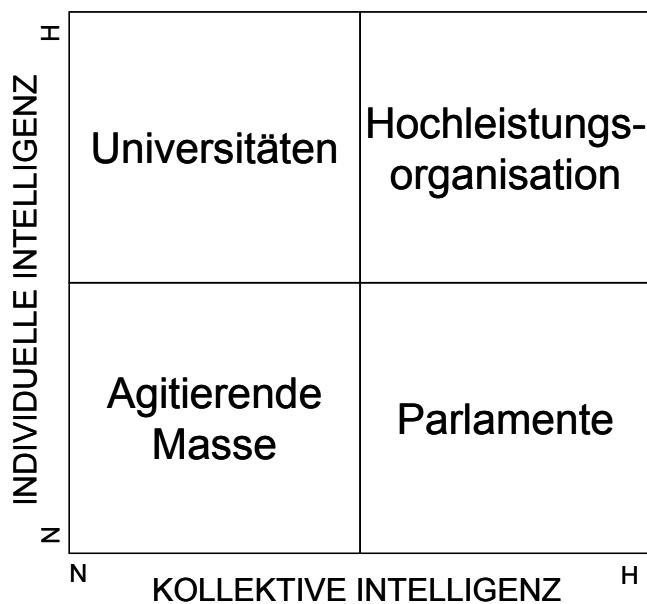 H
INDIVIDUELLE INTELLIGENZ
N
Universitäten
Hochleistungs-
organisation
Agitierende
Masse
Parlamente
N
KOLLEKTIVE INTELLIGENZ
H